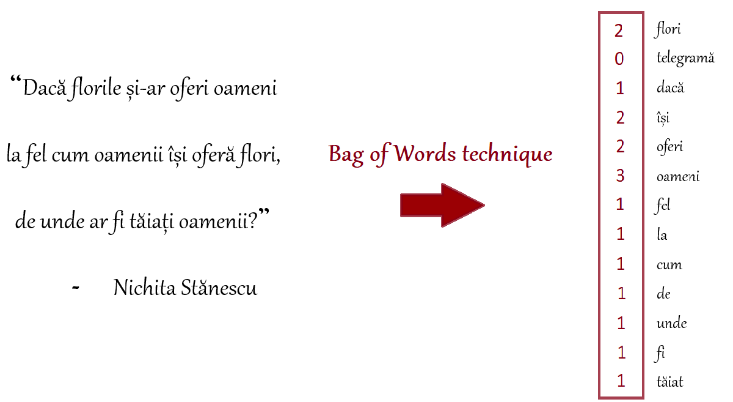 “Dacă florile și-ar oferi oameni
la fel cum oamenii își oferă flori,
de unde ar fi tăiați oamenii?”
- Nichita Stănescu
Bag of Words technique
2 flori
0 telegramă
1 dacă
2 își
2 oferi
3 oameni
1 fel
1 la
1 cum
1 de
1 unde
1 fi
1 tăiat